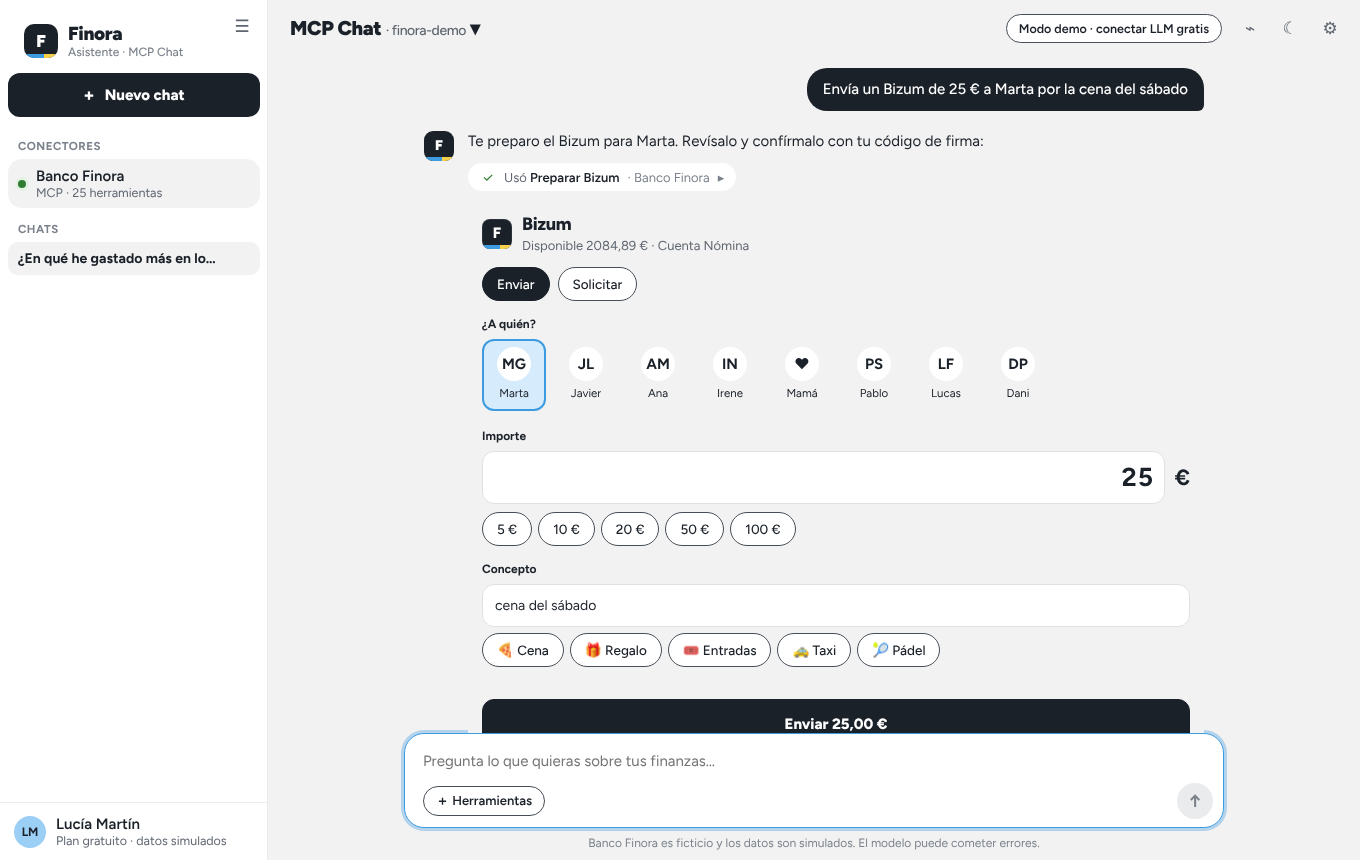 F
Finora
Asistente · MCP Chat
+ Nuevo chat
CONECTORES
Banco Finora
MCP · 25 herramientas
CHATS
¿En qué he gastado más en lo...
LM
Lucía Martín
Plan gratuito · datos simulados
MCP Chat · finora-demo ▼
Modo demo · conectar LLM gratis
Envía un Bizum de 25 € a Marta por la cena del sábado
F
Te preparo el Bizum para Marta. Revísalo y confírmalo con tu código de firma:
✓ Usó Preparar Bizum · Banco Finora ▸
F
Bizum
Disponible 2084,89 € · Cuenta Nómina
Enviar Solicitar
¿A quién?
MG JL AM IN ♥ PS LF DP
Marta Javier Ana Irene Mamá Pablo Lucas Dani
Importe
25 €
5 € 10 € 20 € 50 € 100 €
Concepto
cena del sábado
🍕 Cena 🎁 Regalo 🎟️ Entradas 🚕 Taxi 🎾 Pádel
Enviar 25,00 €
Pregunta lo que quieras sobre tus finanzas...
+ Herramientas
Banco Finora es ficticio y los datos son simulados. El modelo puede cometer errores.